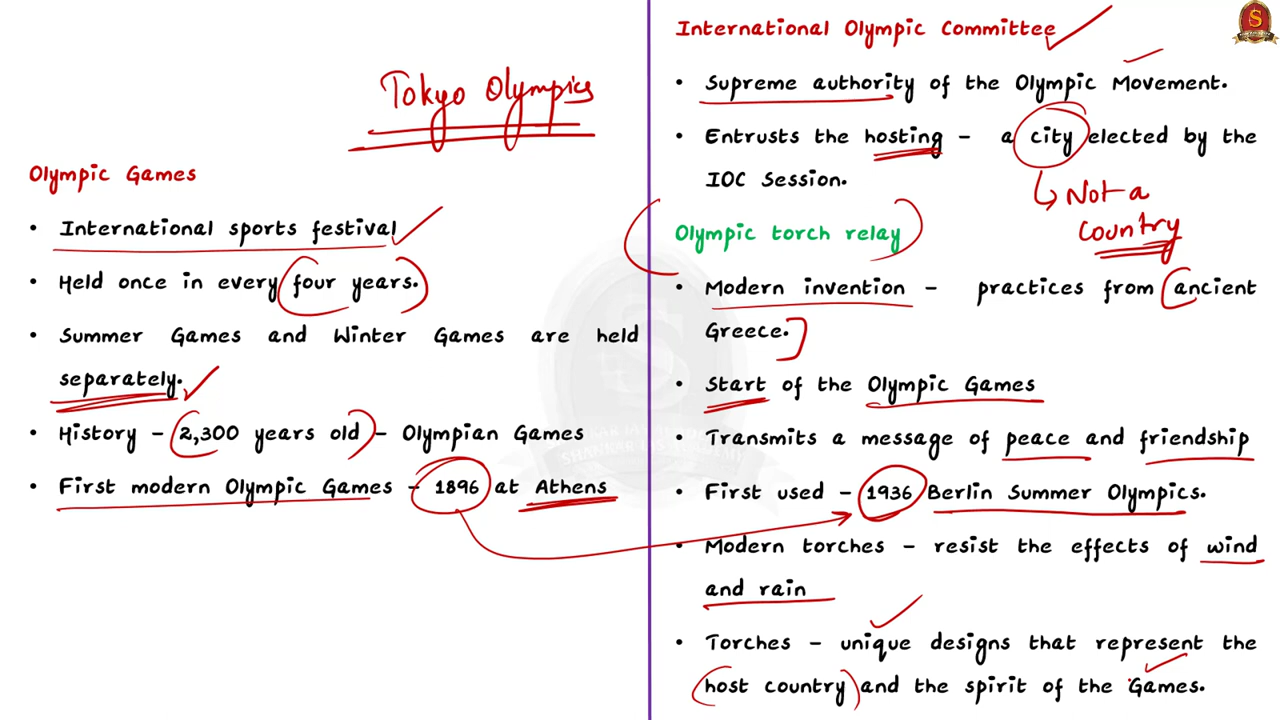 Tokyo Olympics
Olympic Games
• International sports festival
• Held once in every four years.
• Summer Games and Winter Games are held
separately.
• History – 2,300 years old – Olympian Games
• First modern Olympic Games – 1896 at Athens
International Olympic Committee
• Supreme authority of the Olympic Movement.
• Entrusts the hosting – a city elected by the
IOC Session.
Not a
country
Olympic torch relay
• Modern invention – practices from ancient
Greece.
• Start of the Olympic Games
• Transmits a message of peace and friendship
• First used – 1936 Berlin Summer Olympics.
• Modern torches – resist the effects of wind
and rain
• Torches – unique designs that represent the
host country and the spirit of the Games.